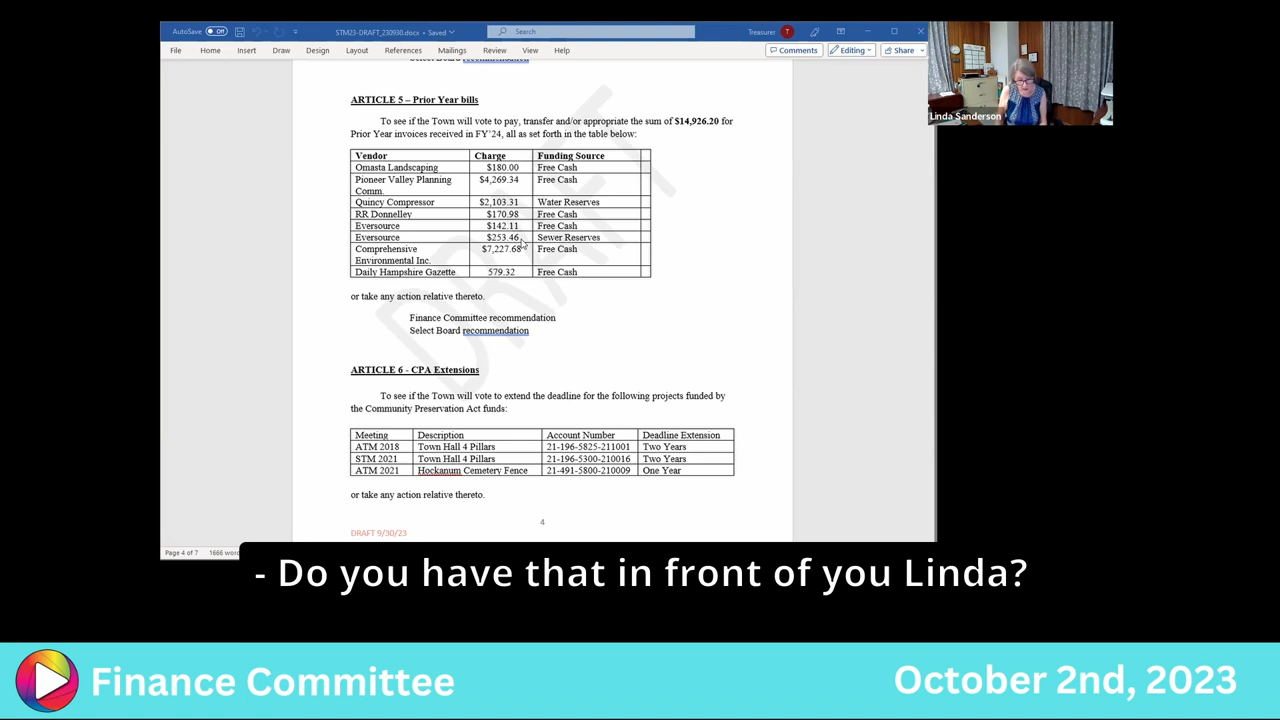 AutoSave Off STM23-DRAFT_230930.docx • Saved Search Treasurer T
File Home Insert Draw Design Layout References Mailings Review View Help Comments Editing Share
Select Board recommendation
ARTICLE 5 – Prior Year bills
To see if the Town will vote to pay, transfer and/or appropriate the sum of $14,926.20 for
Prior Year invoices received in FY'24, all as set forth in the table below:
Vendor Charge Funding Source
Omasta Landscaping $180.00 Free Cash
Pioneer Valley Planning $4,269.34 Free Cash
Comm.
Quincy Compressor $2,103.31 Water Reserves
RR Donnelley $170.98 Free Cash
Eversource $142.11 Free Cash
Eversource $253.46 Sewer Reserves
Comprehensive $7,227.68 Free Cash
Environmental Inc.
Daily Hampshire Gazette 579.32 Free Cash
or take any action relative thereto.
Finance Committee recommendation
Select Board recommendation
ARTICLE 6 - CPA Extensions
To see if the Town will vote to extend the deadline for the following projects funded by
the Community Preservation Act funds:
Meeting Description Account Number Deadline Extension
ATM 2018 Town Hall 4 Pillars 21-196-5825-211001 Two Years
STM 2021 Town Hall 4 Pillars 21-196-5300-210016 Two Years
ATM 2021 Hockanum Cemetery Fence 21-491-5800-210009 One Year
or take any action relative thereto.
4
DRAFT 9/30/23
DRAFT
Page 4 of 7 1666
Linda Sanderson
- Do you have that in front of you Linda?
Finance Committee
October 2nd, 2023